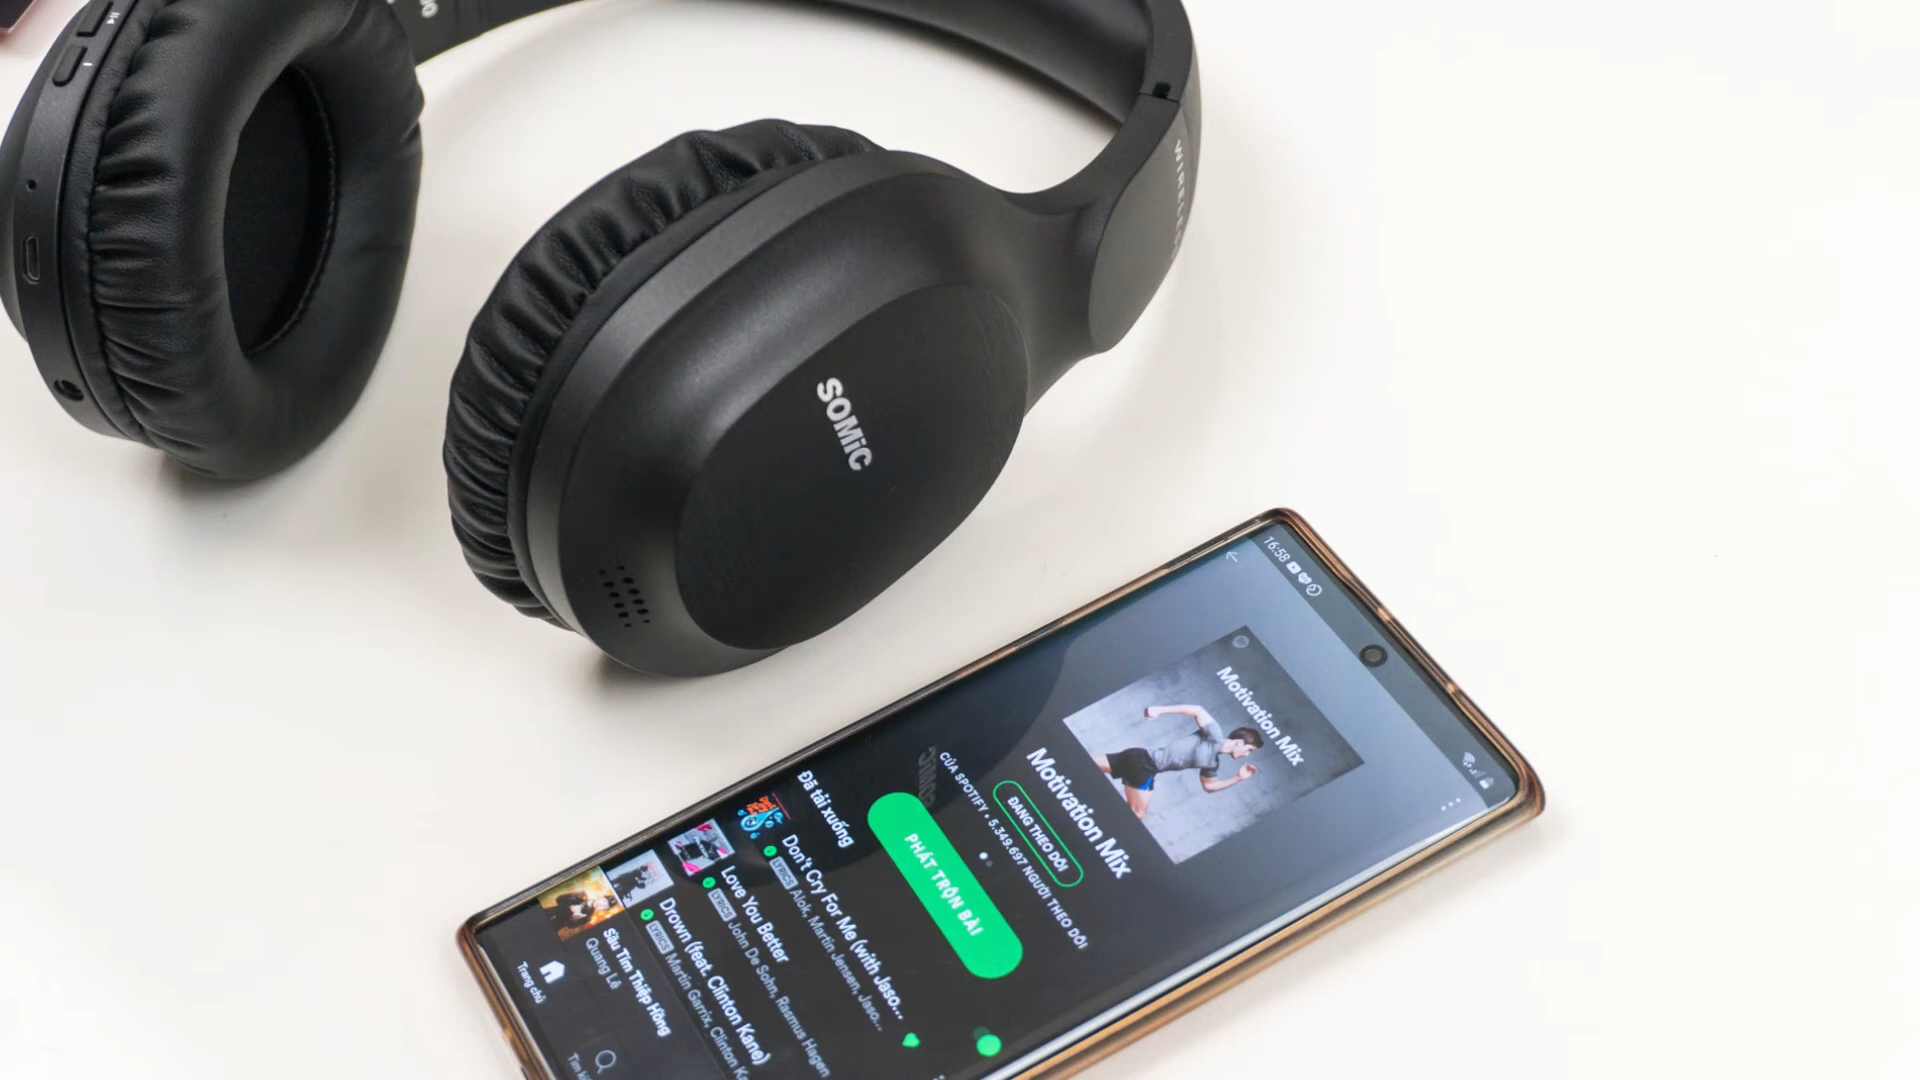 SOMiC
WIRELESS
16:58
Motivation Mix
Motivation Mix
CỦA SPOTIFY • 5.349.697 NGƯỜI THEO DÕI
ĐANG THEO DÕI
PHÁT TRỘN BÀI
Đã tải xuống
Don't Cry For Me (with Jaso...
LYRICS Alok, Martin Jensen, Jaso...
Love You Better
LYRICS John De Sohn, Rasmus Hagen
Drown (feat. Clinton Kane)
LYRICS Martin Garrix, Clinton
Sầu Tím Thiệp Hồng
Quang Lê
Trang chủ